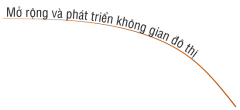 Mở rộng và phát triển không gian đô thị